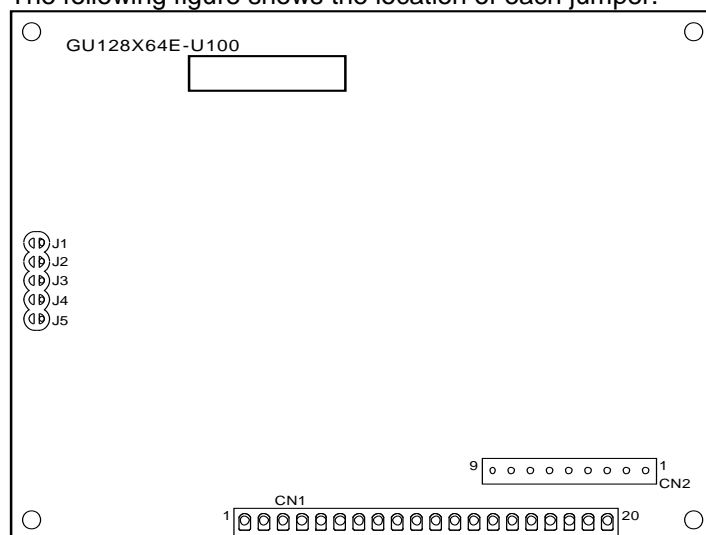 The following figure shows the location of each jumper.
GU128X64E-U100
J1
J2
J3
J4
J5
9 1
CN2
CN1
1 20